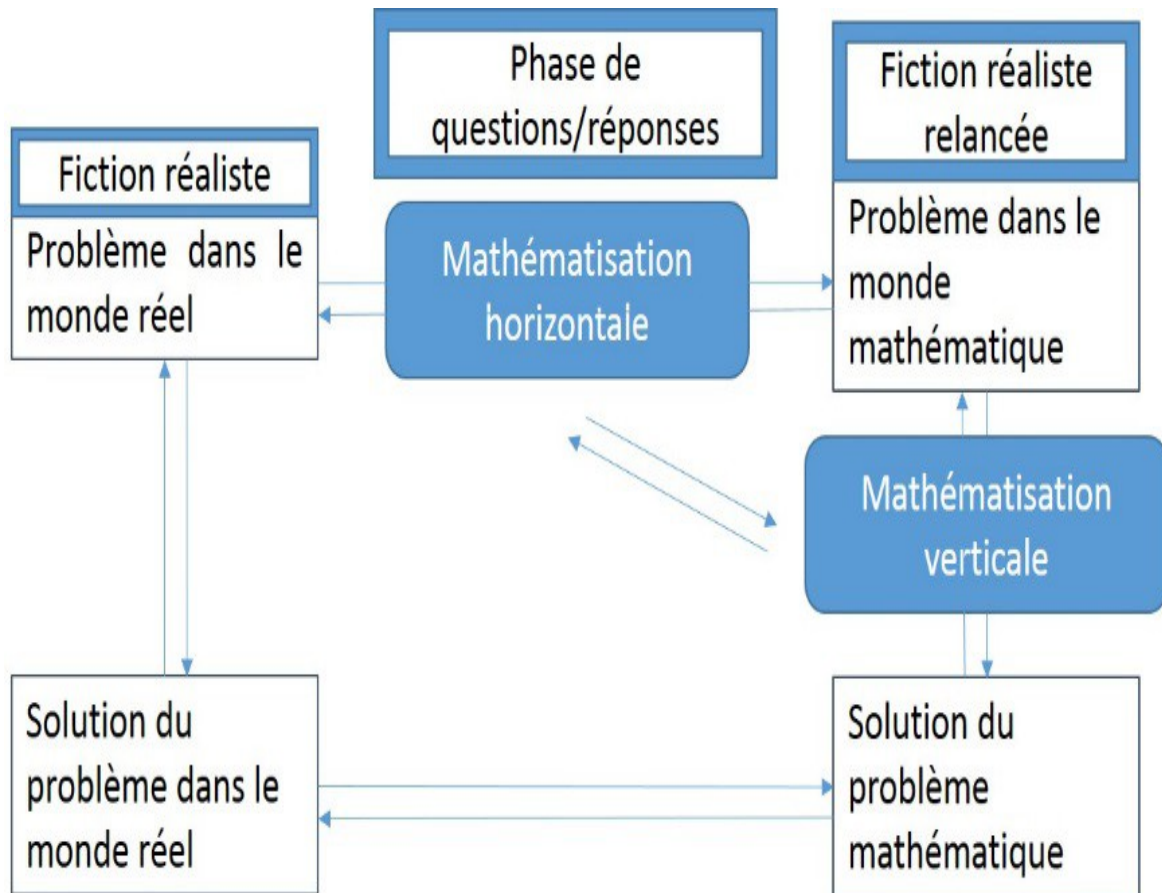 Fiction réaliste
Problème dans le
monde réel
Phase de
questions/réponses
Mathématisation
horizontale
Fiction réaliste
relancée
Problème dans le
monde
mathématique
Mathématisation
verticale
Solution du
problème dans le
monde réel
Solution du
problème
mathématique